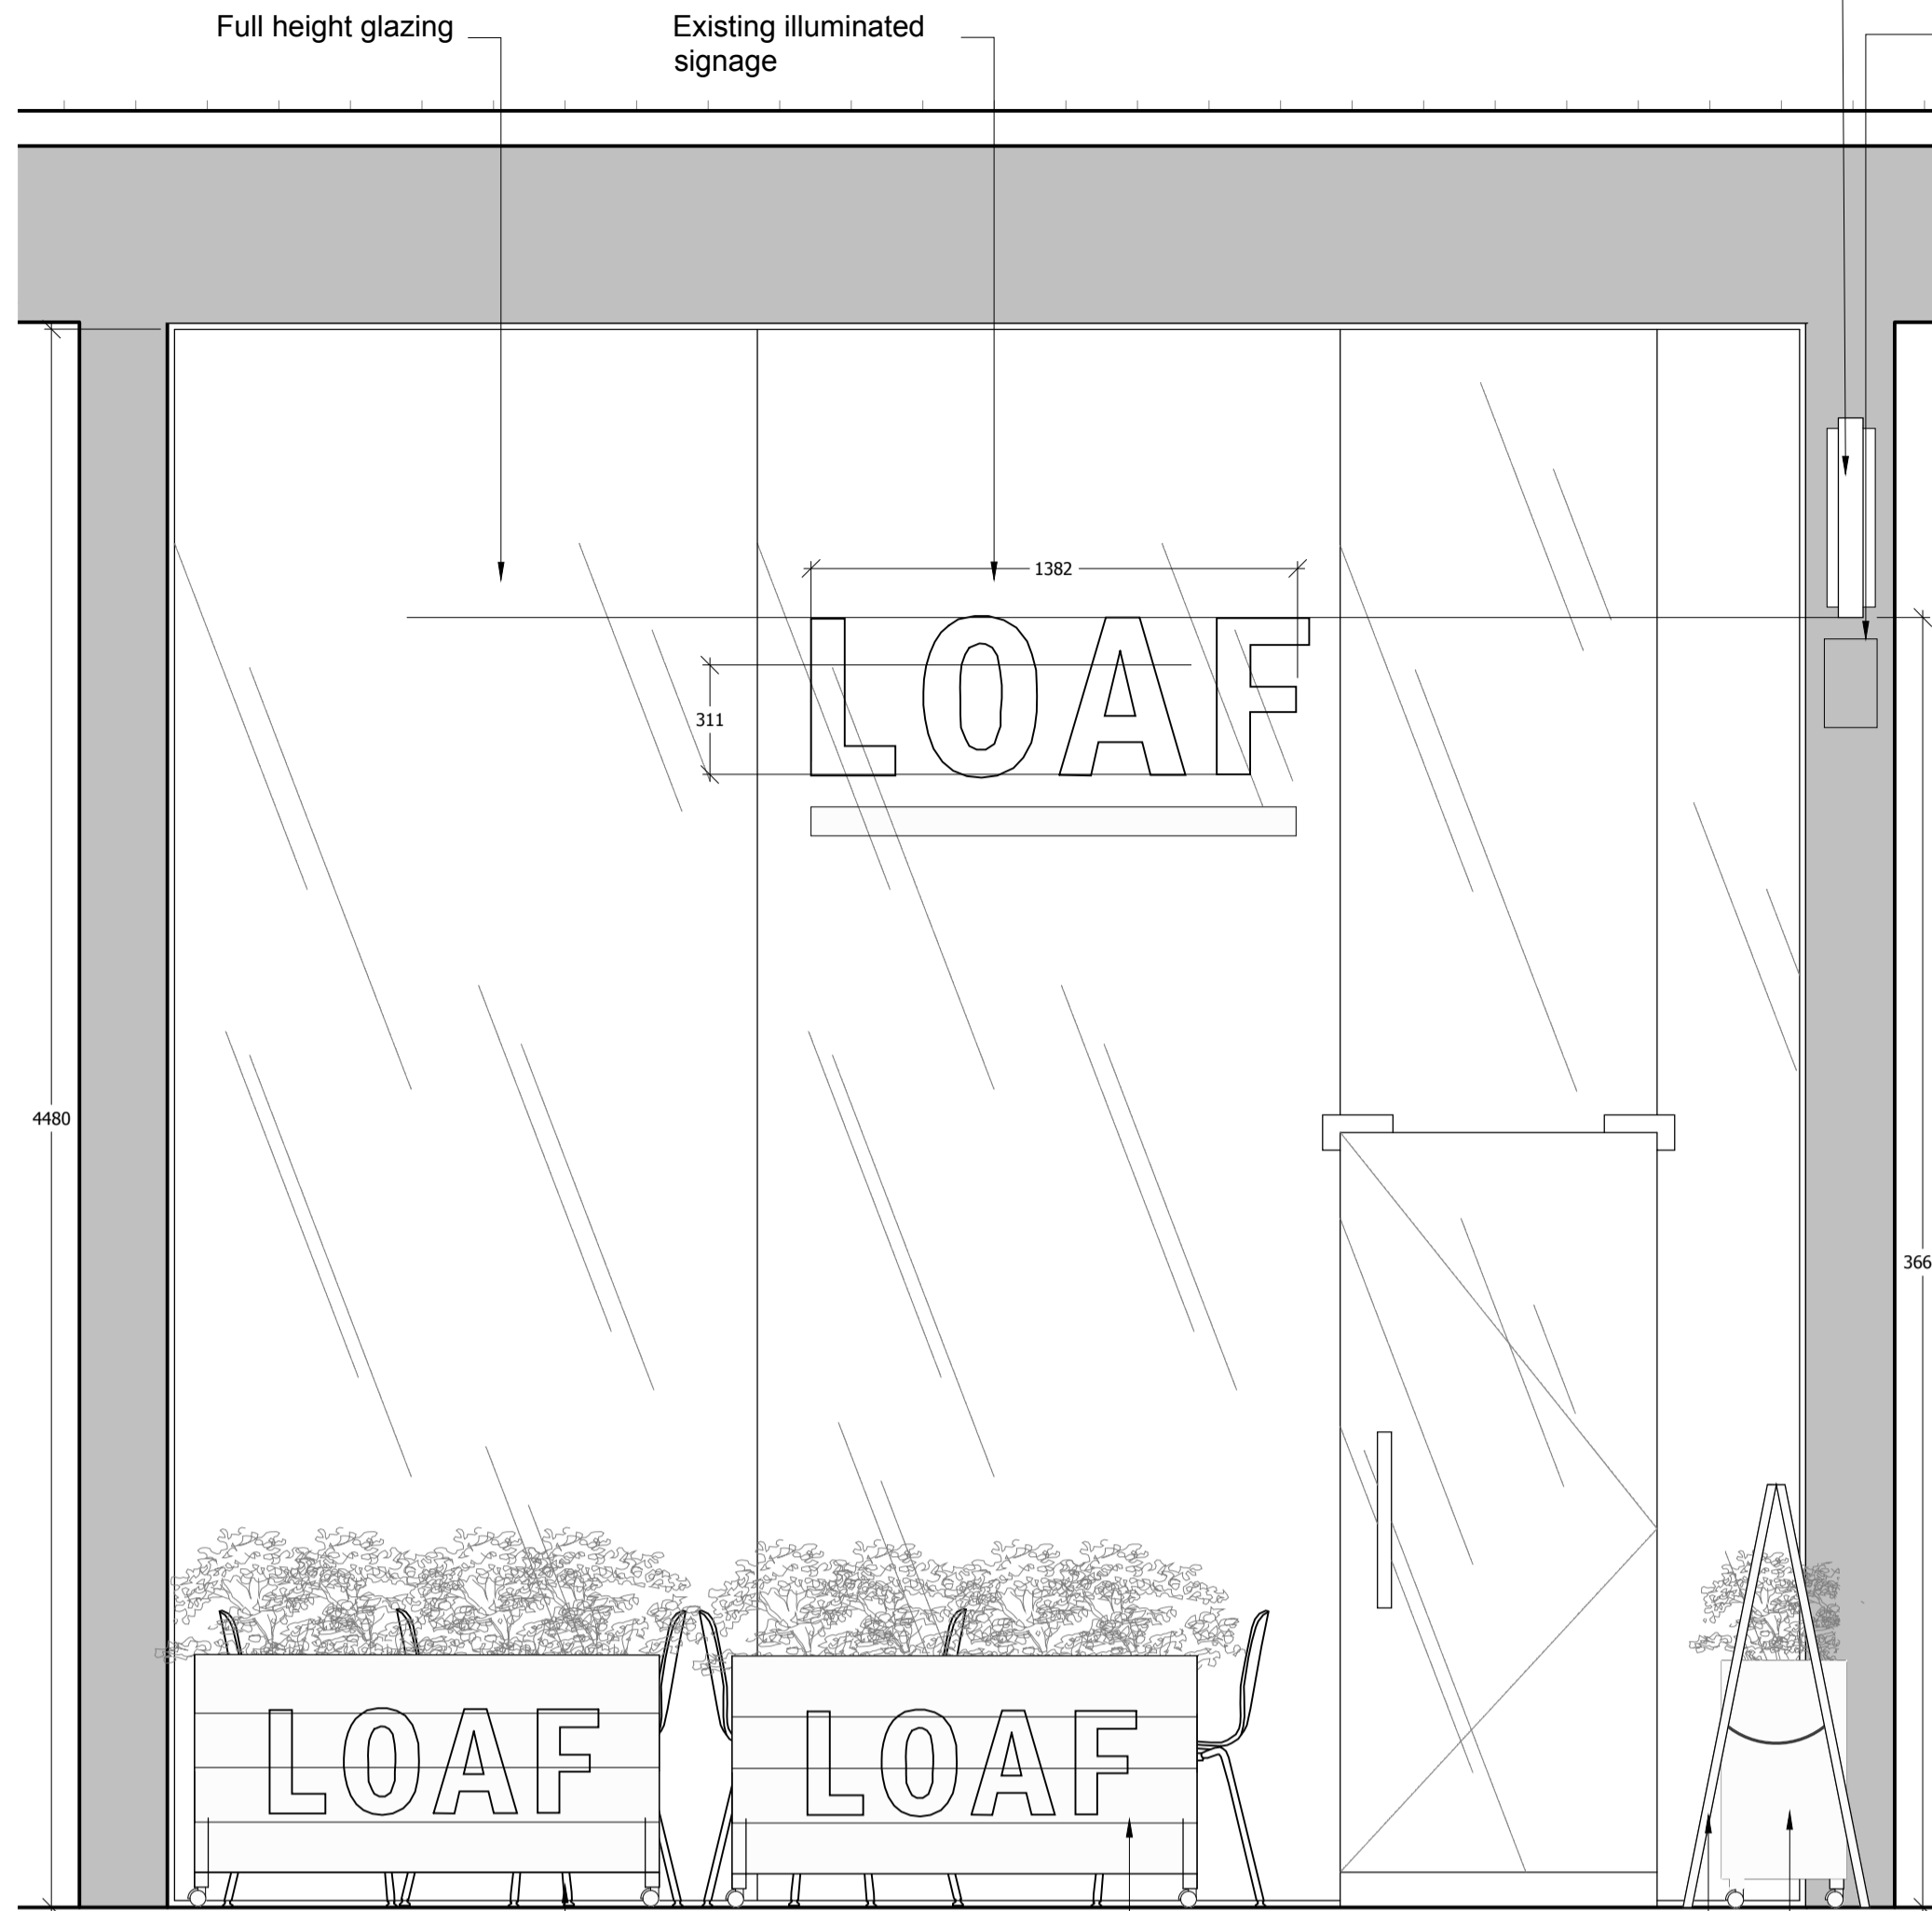 Full height glazing
Existing illuminated
signage
1382
LOAF
311
4480
366
LOAF
LOAF